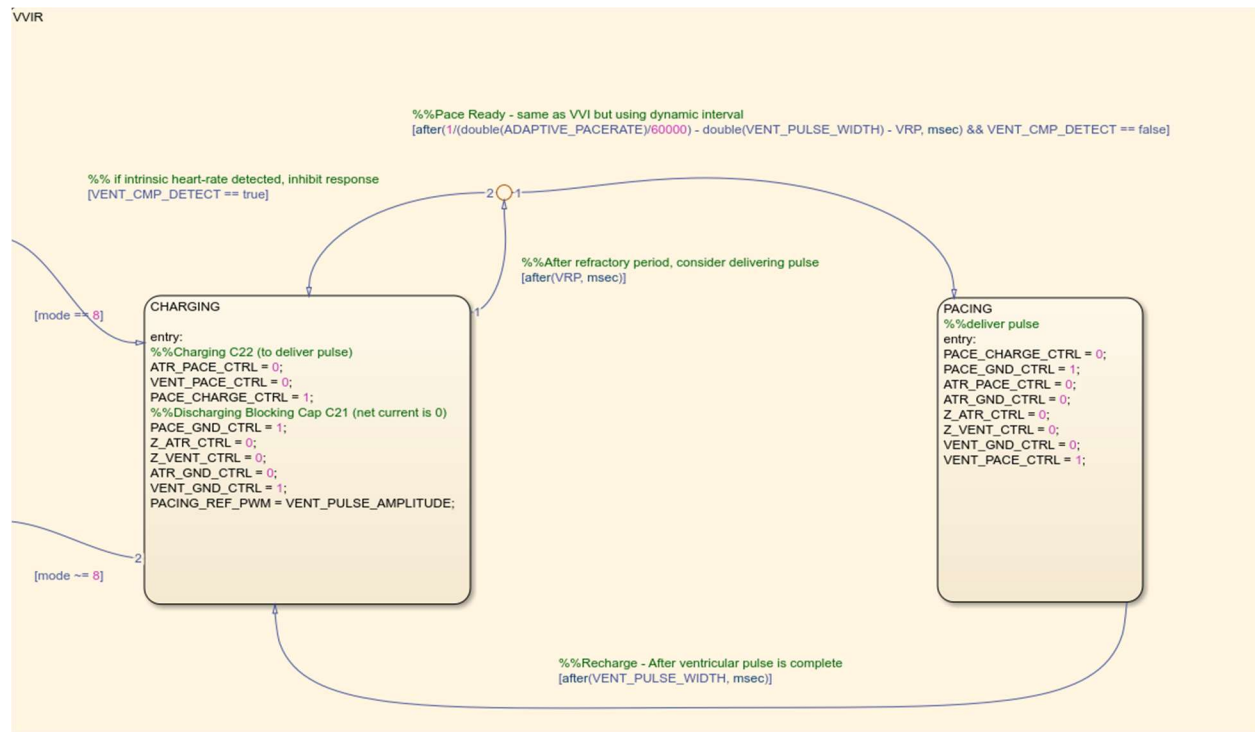 VVIR
%%Pace Ready - same as VVI but using dynamic interval
[after(1/(double(ADAPTIVE_PACERATE)/60000) - double(VENT_PULSE_WIDTH) - VRP, msec) && VENT_CMP_DETECT == false]
%% if intrinsic heart-rate detected, inhibit response
[VENT_CMP_DETECT == true]
2
1
%%After refractory period, consider delivering pulse
[after(VRP, msec)]
[mode == 8]
1
CHARGING
entry:
%%Charging C22 (to deliver pulse)
ATR_PACE_CTRL = 0;
VENT_PACE_CTRL = 0;
PACE_CHARGE_CTRL = 1;
%%Discharging Blocking Cap C21 (net current is 0)
PACE_GND_CTRL = 1;
Z_ATR_CTRL = 0;
Z_VENT_CTRL = 0;
ATR_GND_CTRL = 0;
VENT_GND_CTRL = 1;
PACING_REF_PWM = VENT_PULSE_AMPLITUDE;
2
[mode ~= 8]
PACING
%%deliver pulse
entry:
PACE_CHARGE_CTRL = 0;
PACE_GND_CTRL = 1;
ATR_PACE_CTRL = 0;
ATR_GND_CTRL = 0;
Z_ATR_CTRL = 0;
Z_VENT_CTRL = 0;
VENT_GND_CTRL = 0;
VENT_PACE_CTRL = 1;
%%Recharge - After ventricular pulse is complete
[after(VENT_PULSE_WIDTH, msec)]